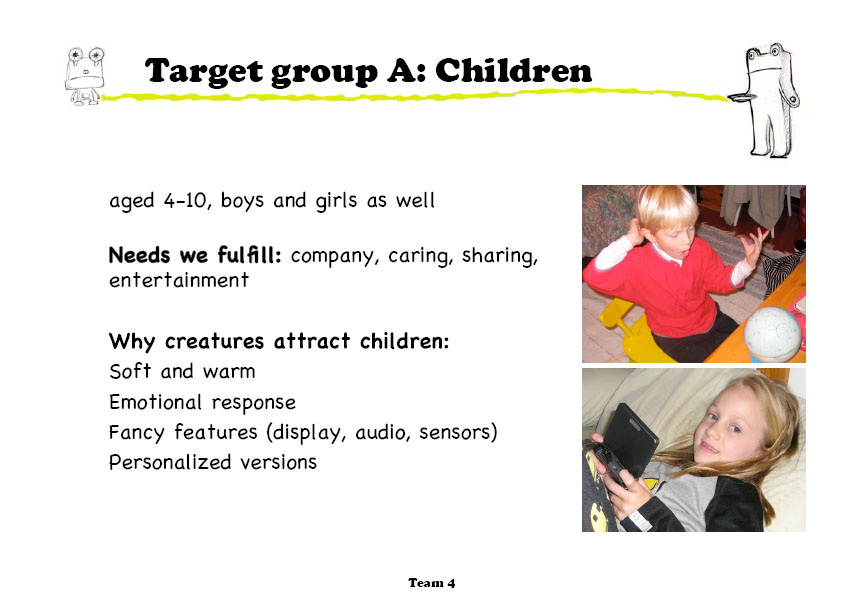 Target group A: Children
aged 4-10, boys and girls as well
Needs we fulfill: company, caring, sharing,
entertainment
Why creatures attract children:
Soft and warm
Emotional response
Fancy features (display, audio, sensors)
Personalized versions
Team 4